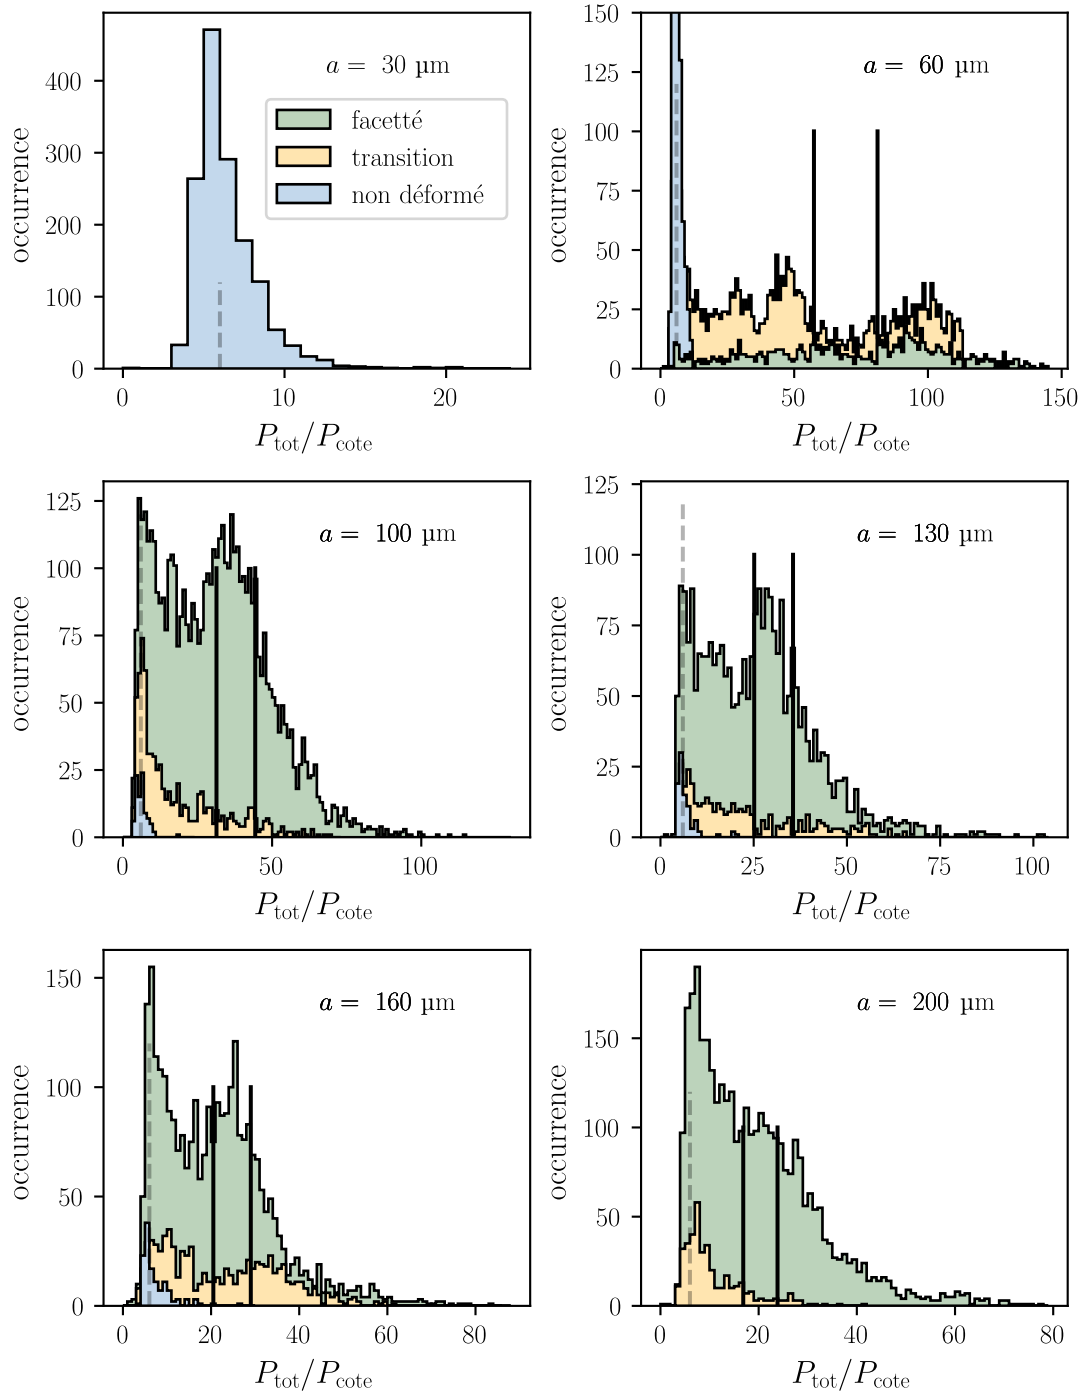 a = 30 µm
facetté
transition
non déformé
occurrence
0 100 200 300 400
0 10 20
P_tot/P_cote
a = 60 µm
occurrence
0 25 50 75 100 125 150
0 50 100 150
P_tot/P_cote
a = 100 µm
occurrence
0 25 50 75 100 125
0 50 100
P_tot/P_cote
a = 130 µm
occurrence
0 25 50 75 100 125
0 25 50 75 100
P_tot/P_cote
a = 160 µm
occurrence
0 50 100 150
0 20 40 60 80
P_tot/P_cote
a = 200 µm
occurrence
0 50 100 150
0 20 40 60 80
P_tot/P_cote